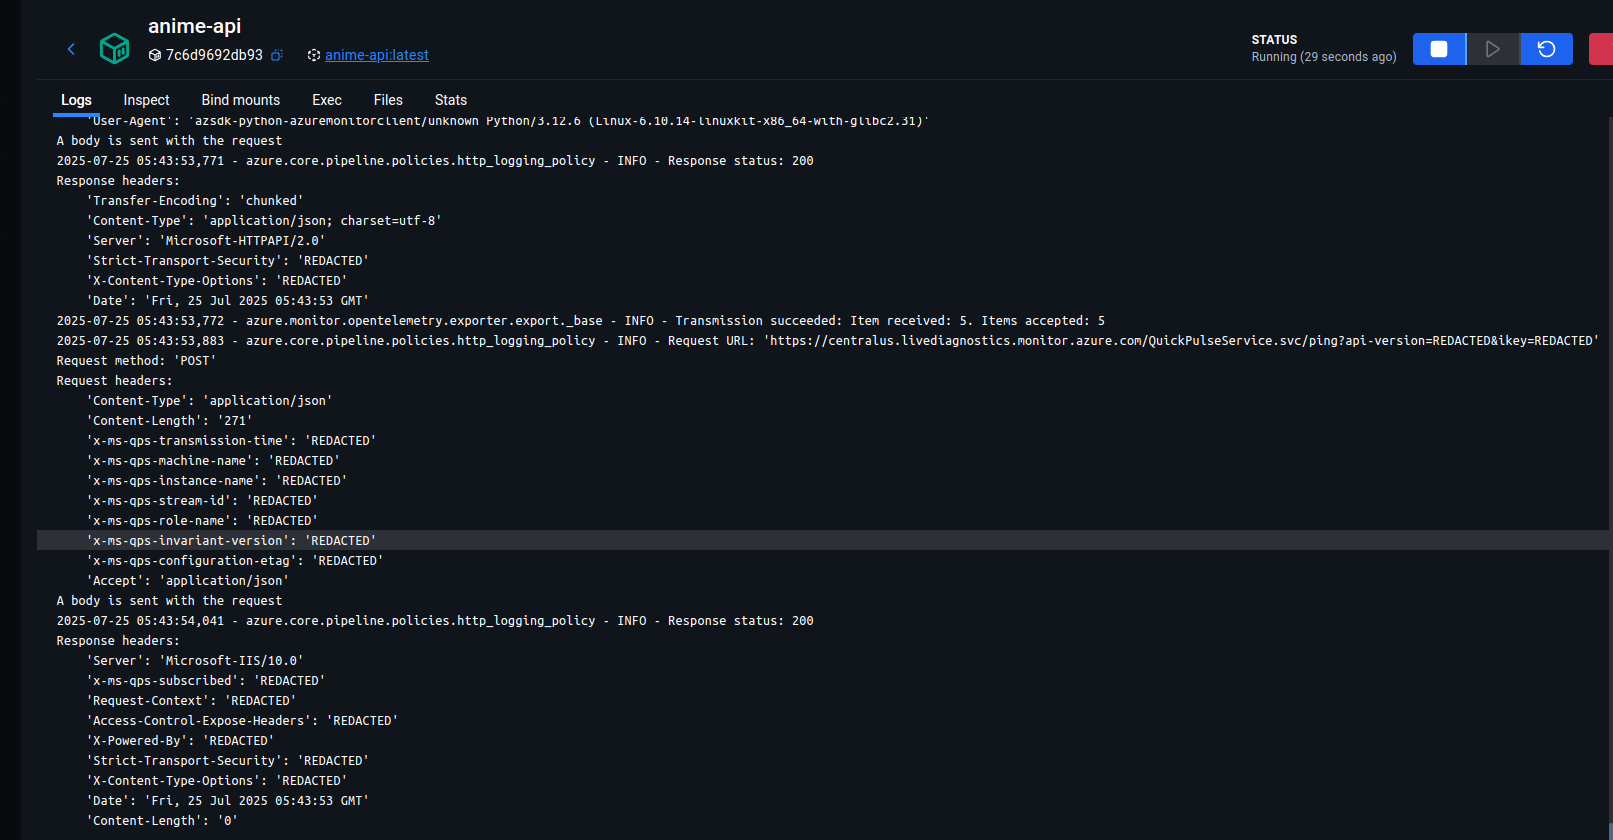 anime-api
7c6d9692db93 anime-api:latest
STATUS
Running (29 seconds ago)
Logs Inspect Bind mounts Exec Files Stats
'User-Agent': 'azsdk-python-azuremonitorclient/unknown Python/3.12.6 (Linux-6.10.14-linuxkit-x86_64-with-glibc2.31)'
A body is sent with the request
2025-07-25 05:43:53,771 - azure.core.pipeline.policies.http_logging_policy - INFO - Response status: 200
Response headers:
'Transfer-Encoding': 'chunked'
'Content-Type': 'application/json; charset=utf-8'
'Server': 'Microsoft-HTTPAPI/2.0'
'Strict-Transport-Security': 'REDACTED'
'X-Content-Type-Options': 'REDACTED'
'Date': 'Fri, 25 Jul 2025 05:43:53 GMT'
2025-07-25 05:43:53,772 - azure.monitor.opentelemetry.exporter.export._base - INFO - Transmission succeeded: Item received: 5. Items accepted: 5
2025-07-25 05:43:53,883 - azure.core.pipeline.policies.http_logging_policy - INFO - Request URL: 'https://centralus.livediagnostics.monitor.azure.com/QuickPulseService.svc/ping?api-version=REDACTED&ikey=REDACTED'
Request method: 'POST'
Request headers:
'Content-Type': 'application/json'
'Content-Length': '271'
'x-ms-qps-transmission-time': 'REDACTED'
'x-ms-qps-machine-name': 'REDACTED'
'x-ms-qps-instance-name': 'REDACTED'
'x-ms-qps-stream-id': 'REDACTED'
'x-ms-qps-role-name': 'REDACTED'
'x-ms-qps-invariant-version': 'REDACTED'
'x-ms-qps-configuration-etag': 'REDACTED'
'Accept': 'application/json'
A body is sent with the request
2025-07-25 05:43:54,041 - azure.core.pipeline.policies.http_logging_policy - INFO - Response status: 200
Response headers:
'Server': 'Microsoft-IIS/10.0'
'x-ms-qps-subscribed': 'REDACTED'
'Request-Context': 'REDACTED'
'Access-Control-Expose-Headers': 'REDACTED'
'X-Powered-By': 'REDACTED'
'Strict-Transport-Security': 'REDACTED'
'X-Content-Type-Options': 'REDACTED'
'Date': 'Fri, 25 Jul 2025 05:43:53 GMT'
'Content-Length': '0'